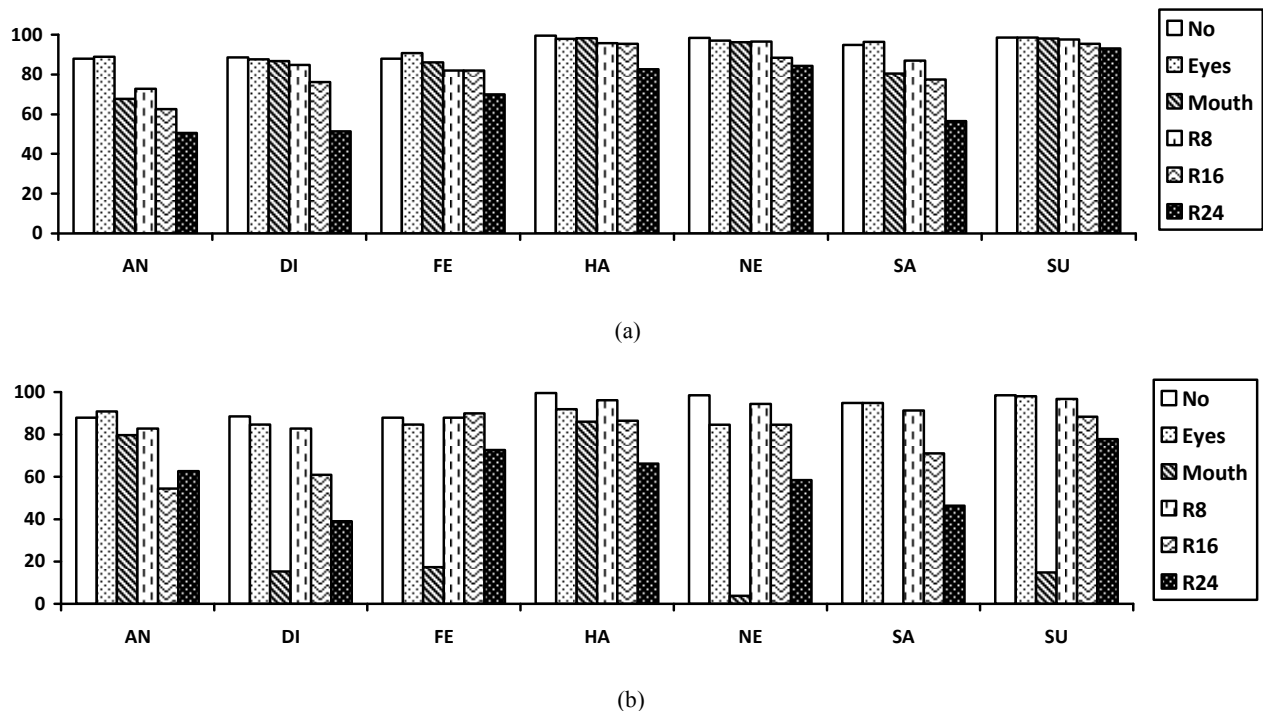 100
80
60
40
20
0
AN DI FE HA NE SA SU
No
Eyes
Mouth
R8
R16
R24
(a)
100
80
60
40
20
0
AN DI FE HA NE SA SU
No
Eyes
Mouth
R8
R16
R24
(b)